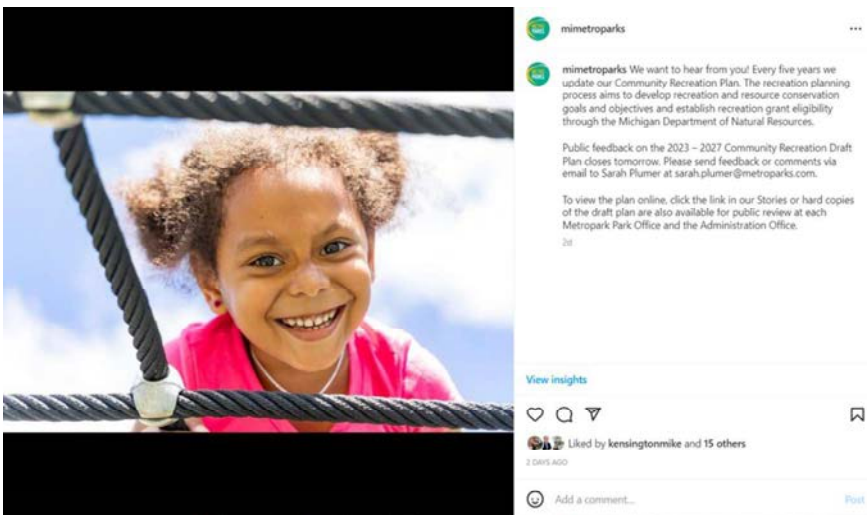 mimetroparks
mimetroparks We want to hear from you! Every five years we
update our Community Recreation Plan. The recreation planning
process aims to develop recreation and resource conservation
goals and objectives and establish recreation grant eligibility
through the Michigan Department of Natural Resources.
Public feedback on the 2023 – 2027 Community Recreation Draft
Plan closes tomorrow. Please send feedback or comments via
email to Sarah Plumer at sarah.plumer@metroparks.com.
To view the plan online, click the link in our Stories or hard copies
of the draft plan are also available for public review at each
Metropark Park Office and the Administration Office.
2d
View insights
Liked by kensingtonmike and 15 others
2 DAYS AGO
Add a comment...
Post